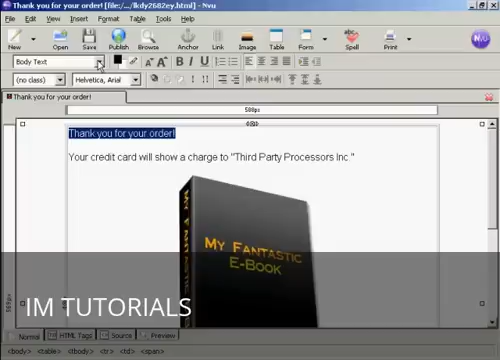 Thank you for your order! [file:/.../lkdy2682ey.html] - Nvu
File Edit View Insert Format Table Tools Help
New Open Save Publish Browse Anchor Link Image Table Form Spell Print Nvu
Body Text
(no class) Helvetica, Arial
Thank you for your order!
500px
Thank you for your order!
Your credit card will show a charge to "Third Party Processors Inc."
MY FANTASTIC
E-BOOK
MY FANTASTIC
IM TUTORIALS
Normal HTML Tags Source Preview
<body> <table> <tbody> <tr> <td> <span>